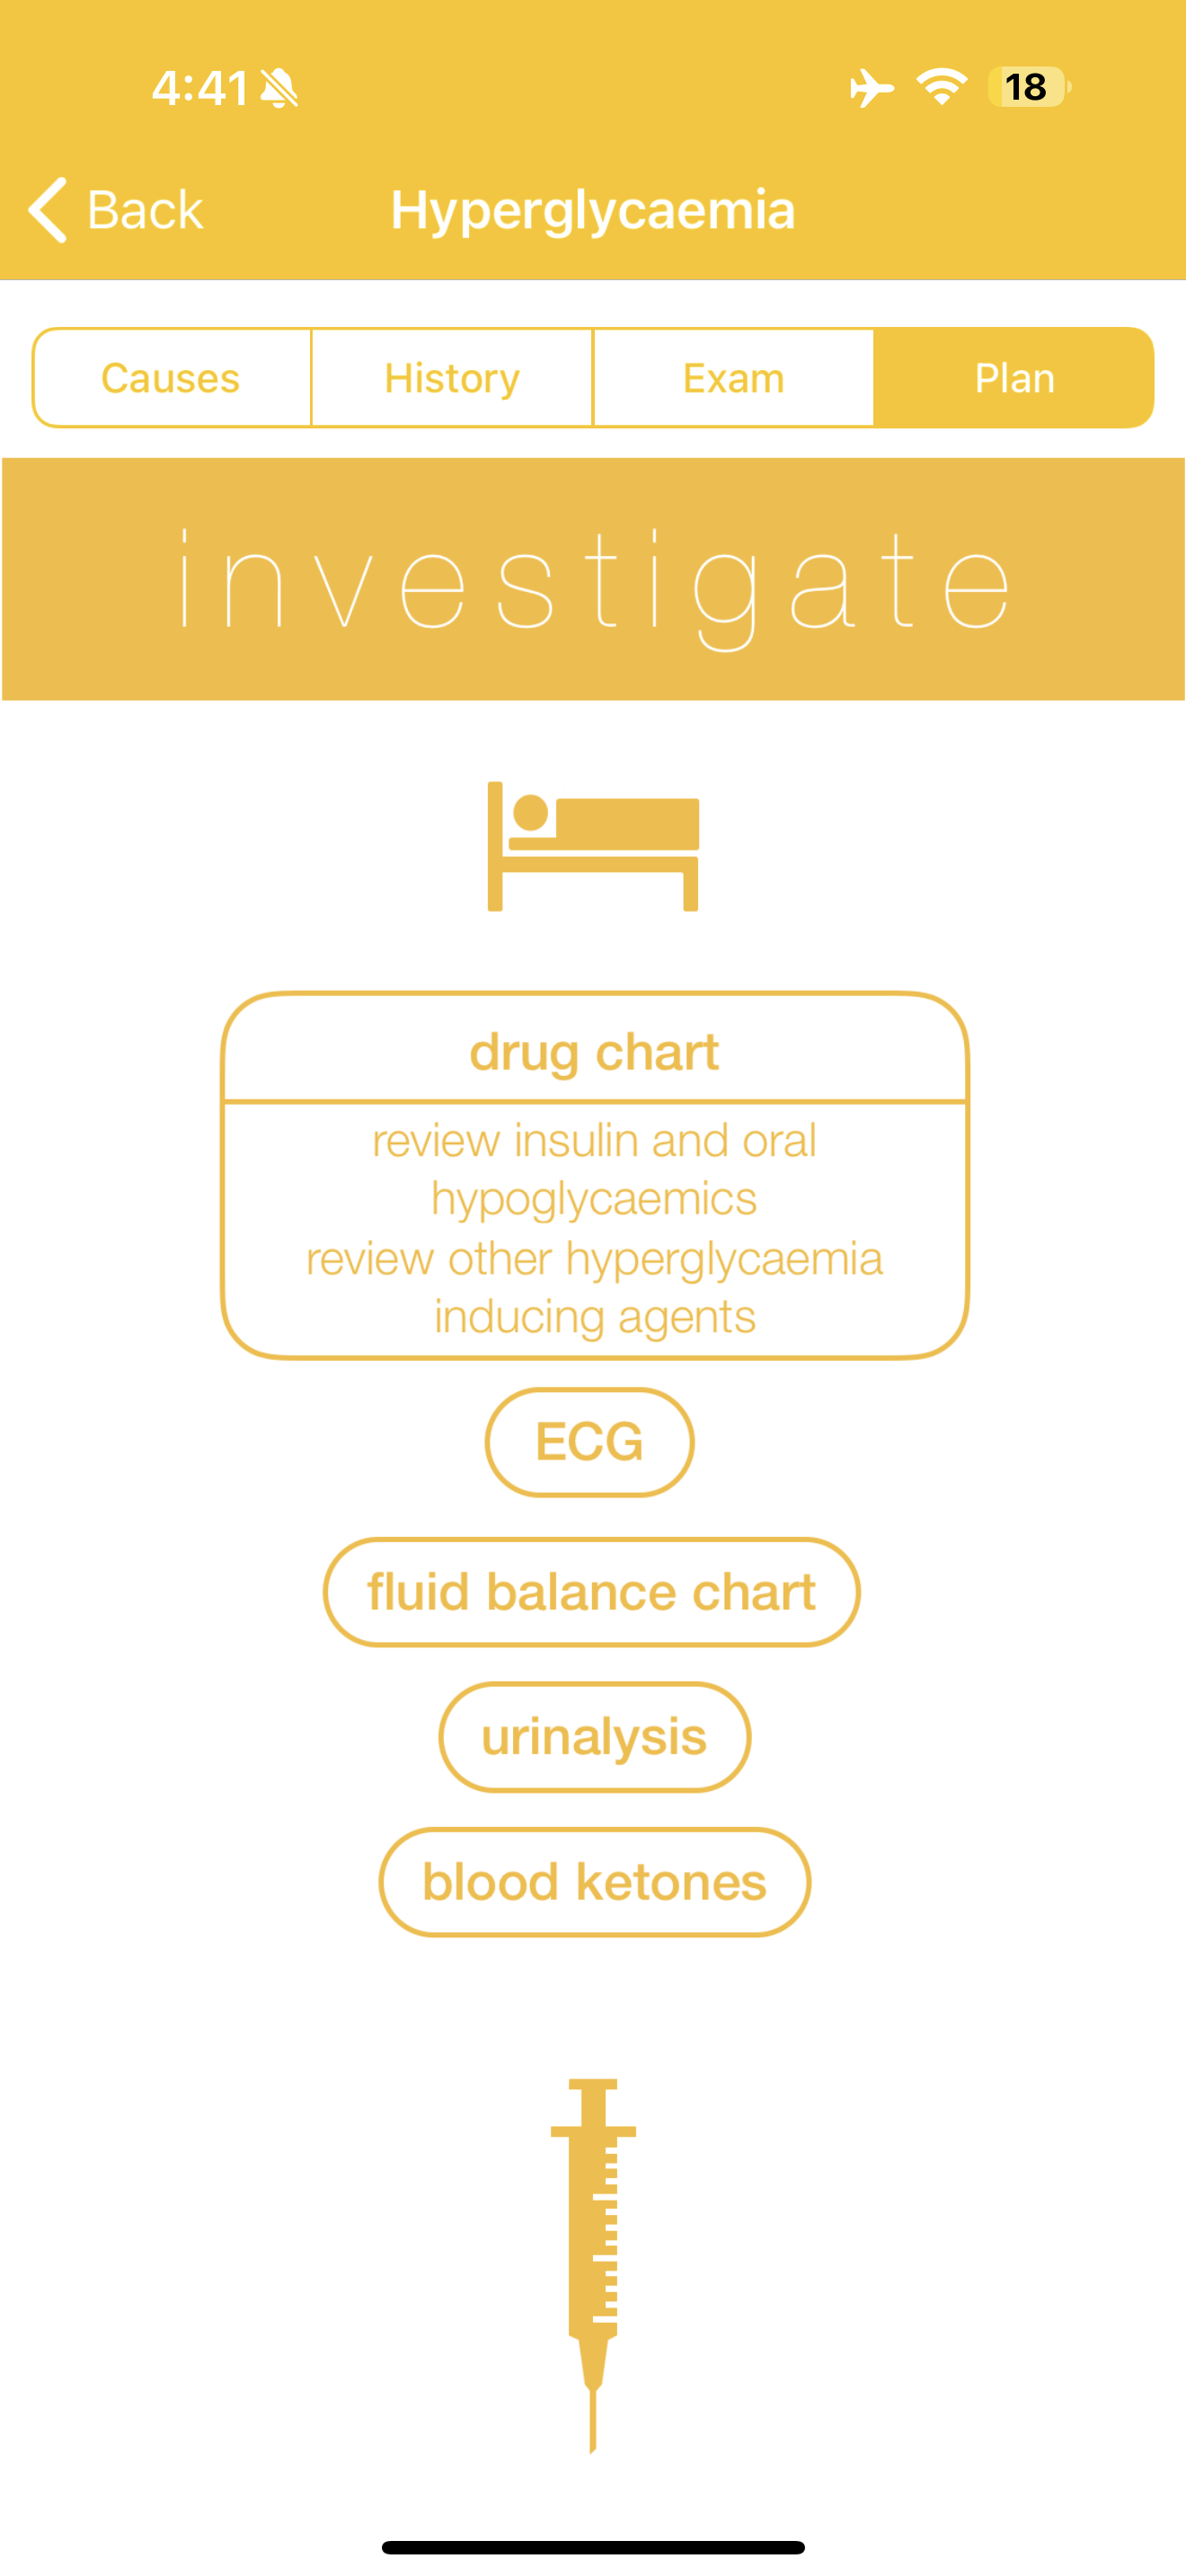 4:41
18
Back
Hyperglycaemia
Causes
History
Exam
Plan
investigate
drug chart
review insulin and oral
hypoglycaemics
review other hyperglycaemia
inducing agents
ECG
fluid balance chart
urinalysis
blood ketones